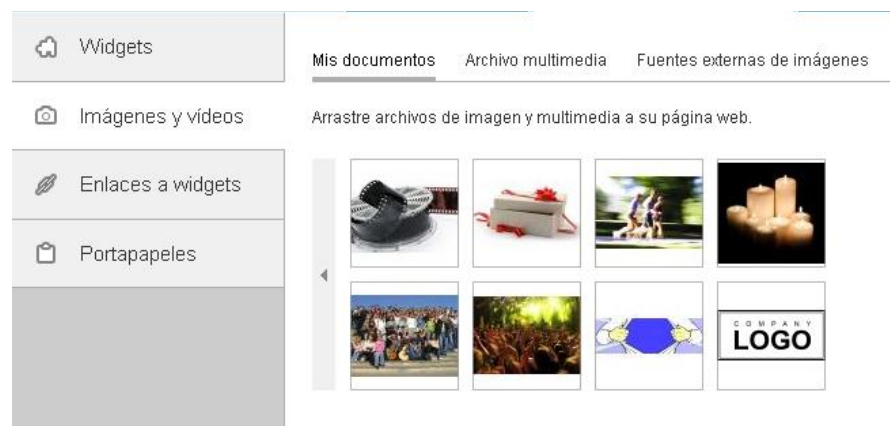 Widgets
Imágenes y vídeos
Enlaces a widgets
Portapapeles
Mis documentos Archivo multimedia Fuentes externas de imágenes
Arrastre archivos de imagen y multimedia a su página web.
COMPANY
LOGO